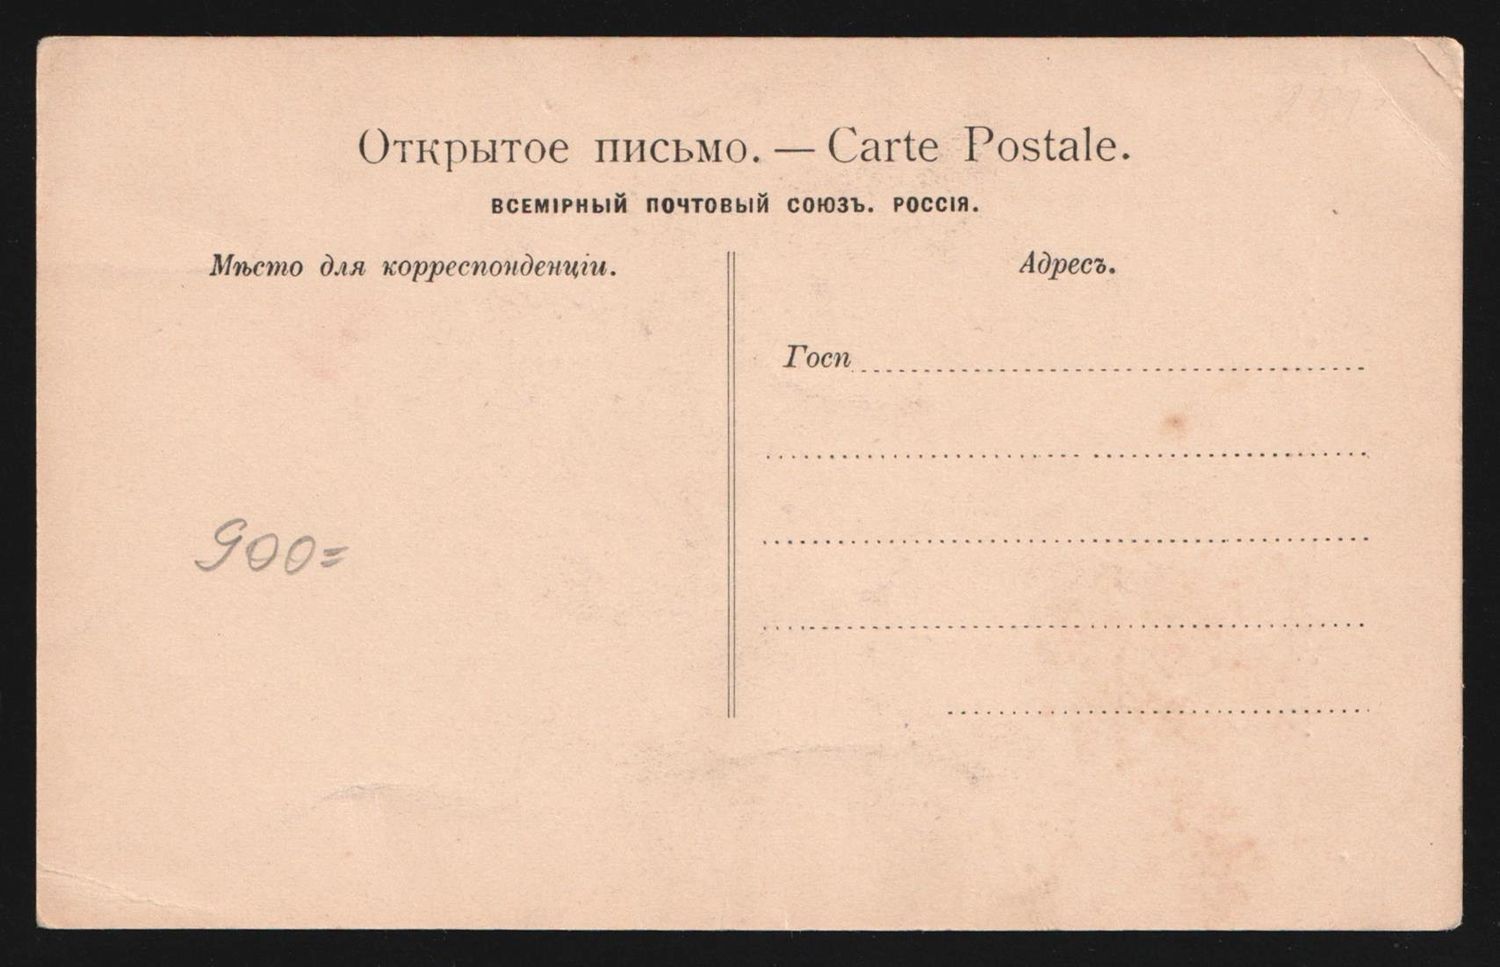 Открытое письмо. — Carte Postale.
ВСЕМІРНЫЙ ПОЧТОВЫЙ СОЮЗЪ. РОССІЯ.
Мѣсто для корреспонденціи.
Адресъ.
Госп
900=